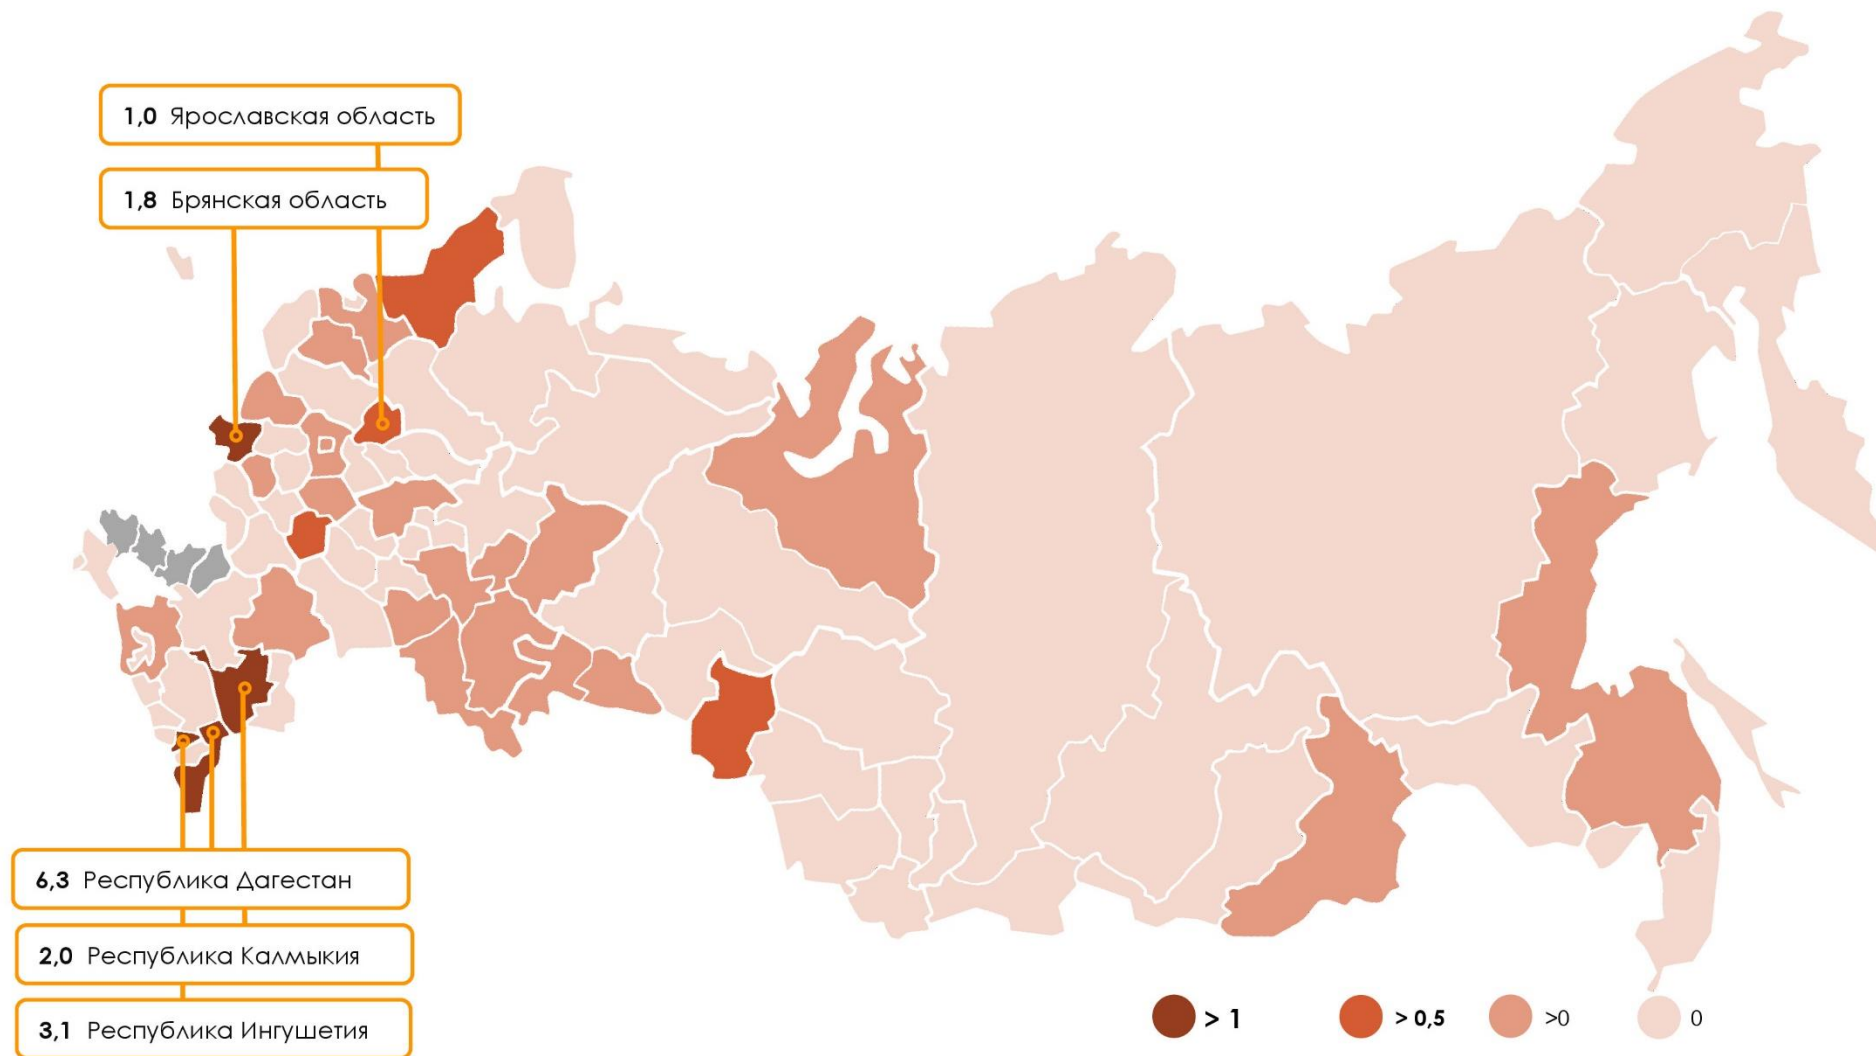 1,0 Ярославская область
1,8 Брянская область
6,3 Республика Дагестан
2,0 Республика Калмыкия
3,1 Республика Ингушетия
> 1
> 0,5
>0
0